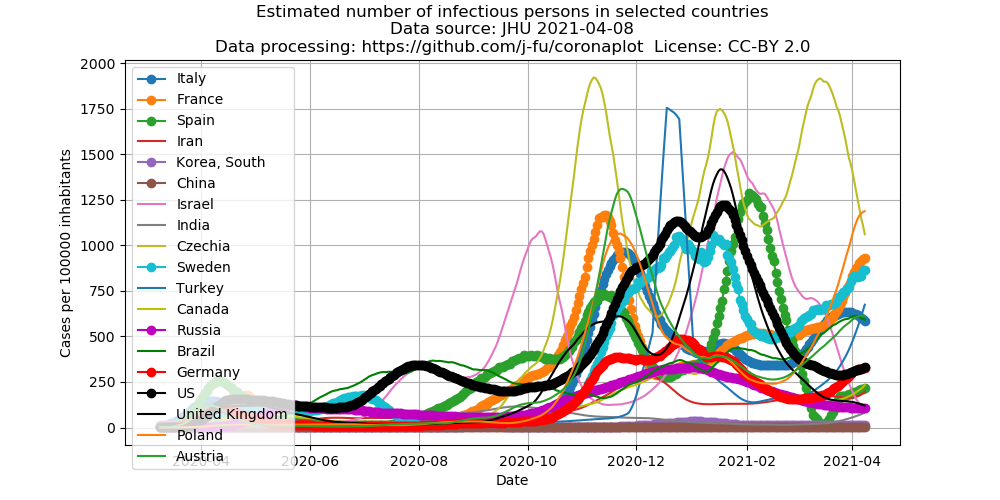 Estimated number of infectious persons in selected countries
Data source: JHU 2021-04-08
Data processing: https://github.com/j-fu/coronaplot License: CC-BY 2.0
Cases per 100000 inhabitants
2000
1750
1500
1250
1000
750
500
250
0
Italy
France
Spain
Iran
Korea, South
China
Israel
India
Czechia
Sweden
Turkey
Canada
Russia
Brazil
Germany
US
United Kingdom
Poland
Austria
2020-04
2020-06
2020-08
2020-10
2020-12
2021-02
2021-04
Date